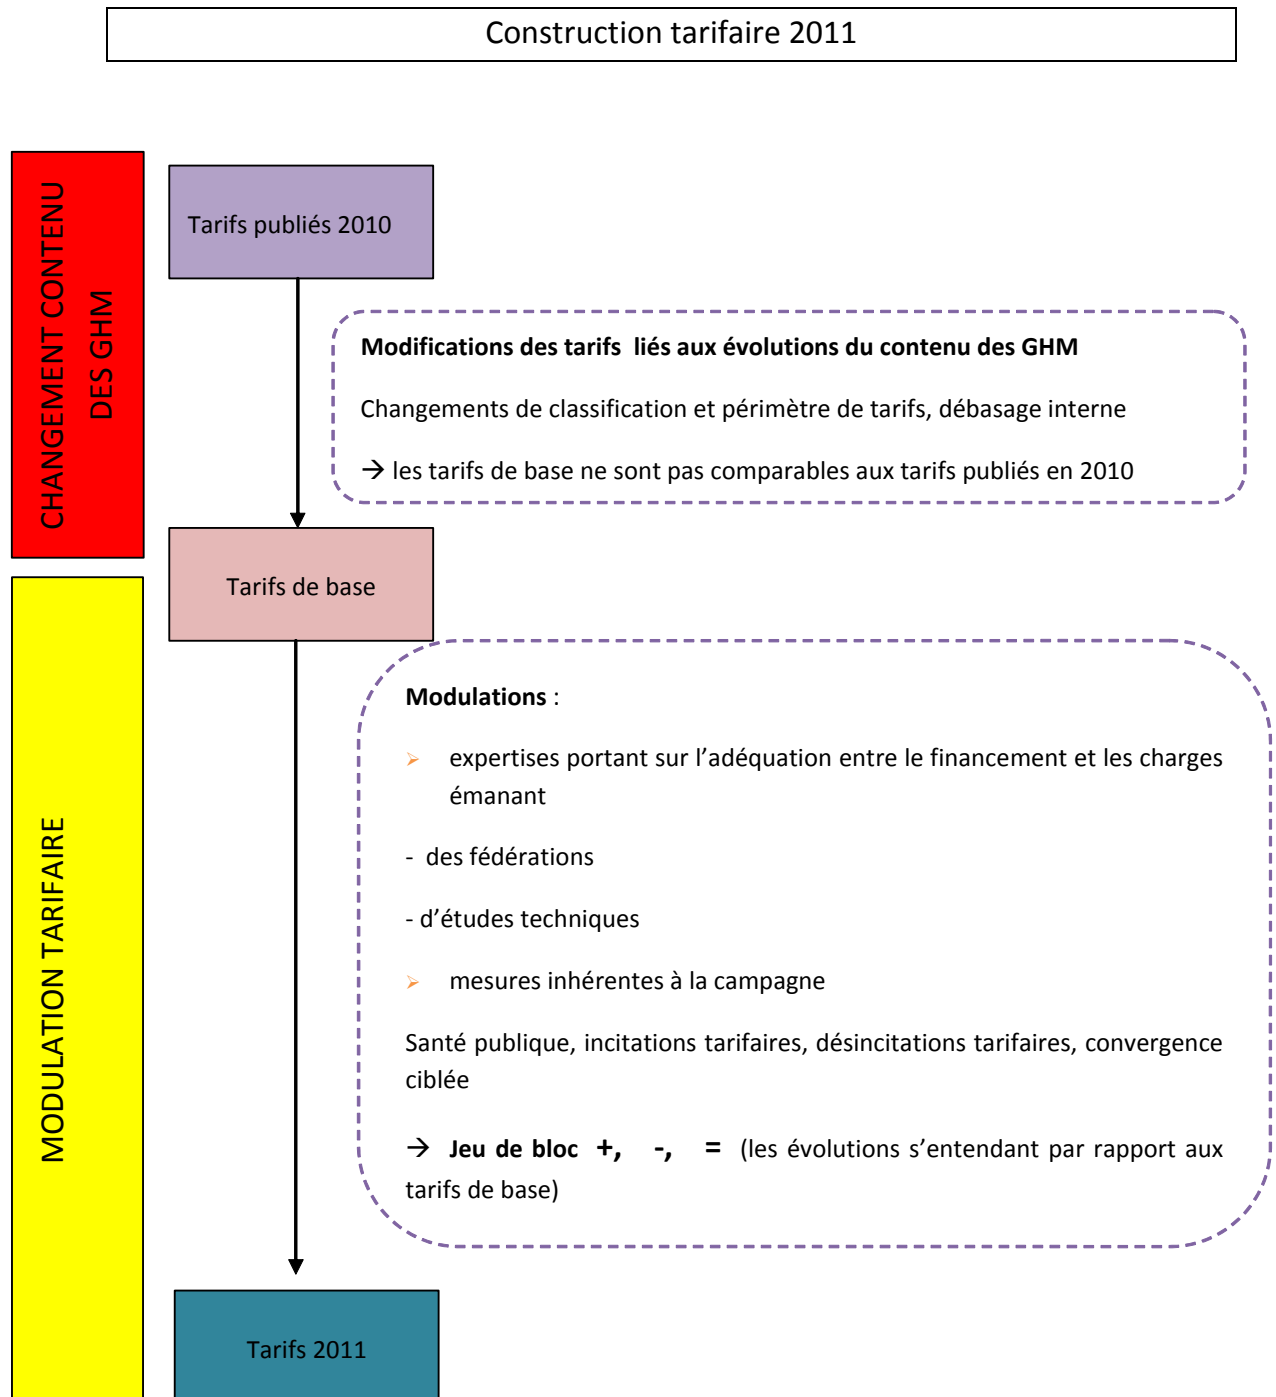 Construction tarifaire 2011
CHANGEMENT CONTENU
DES GHM
Tarifs publiés 2010
Modifications des tarifs liés aux évolutions du contenu des GHM
Changements de classification et périmètre de tarifs, débasage interne
→ les tarifs de base ne sont pas comparables aux tarifs publiés en 2010
Tarifs de base
MODULATION TARIFAIRE
Modulations :
➢ expertises portant sur l’adéquation entre le financement et les charges
émanant
- des fédérations
- d’études techniques
➢ mesures inhérentes à la campagne
Santé publique, incitations tarifaires, désincitations tarifaires, convergence
ciblée
→ Jeu de bloc +, -, = (les évolutions s’entendant par rapport aux
tarifs de base)
Tarifs 2011